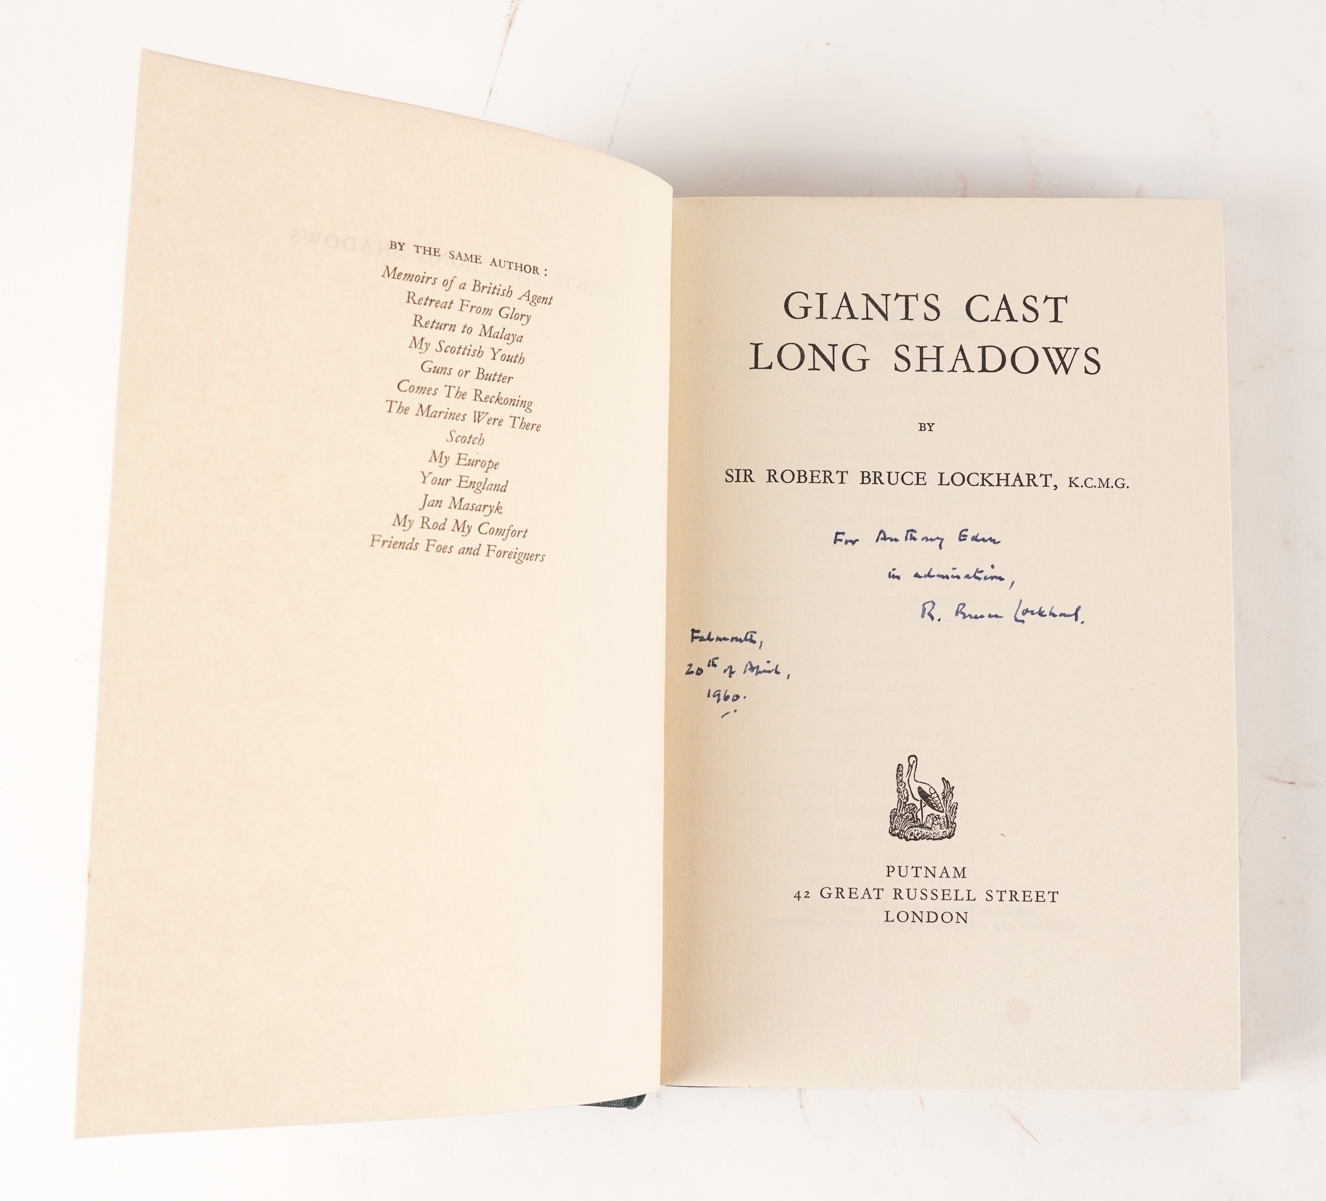 BY THE SAME AUTHOR:
Memoirs of a British Agent
Retreat From Glory
Return to Malaya
My Scottish Youth
Guns or Butter
Comes The Reckoning
The Marines Were There
Scotch
My Europe
Your England
Jan Masaryk
My Rod My Comfort
Friends Foes and Foreigners
GIANTS CAST
LONG SHADOWS
BY
SIR ROBERT BRUCE LOCKHART, K.C.M.G.
For Anthony Eden
in admiration,
R. Bruce Lockhart.
Falmouth,
20th of April,
1960.
PUTNAM
42 GREAT RUSSELL STREET
LONDON